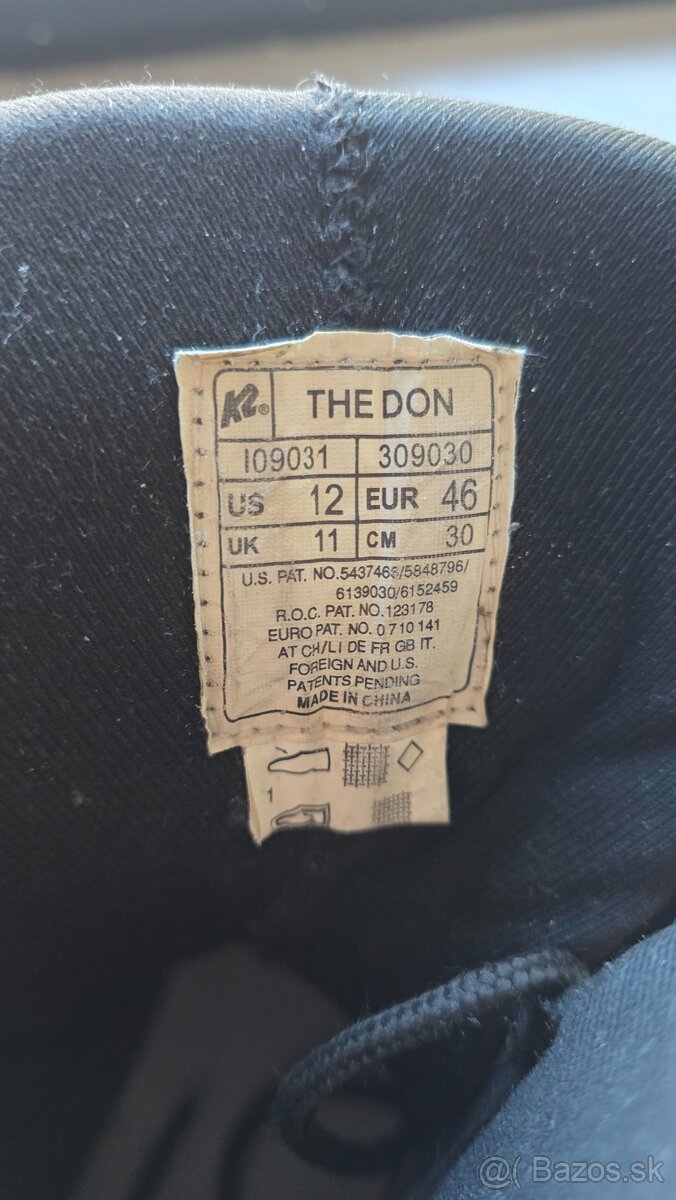 K2® THE DON
I09031 309030
US 12 EUR 46
UK 11 CM 30
U.S. PAT. NO.5437466/5848796/
6139030/6152459
R.O.C. PAT. NO.123178
EURO PAT. NO. 0 710 141
AT CH/LI DE FR GB IT.
FOREIGN AND U.S.
PATENTS PENDING
MADE IN CHINA
1
@( Bazos.sk